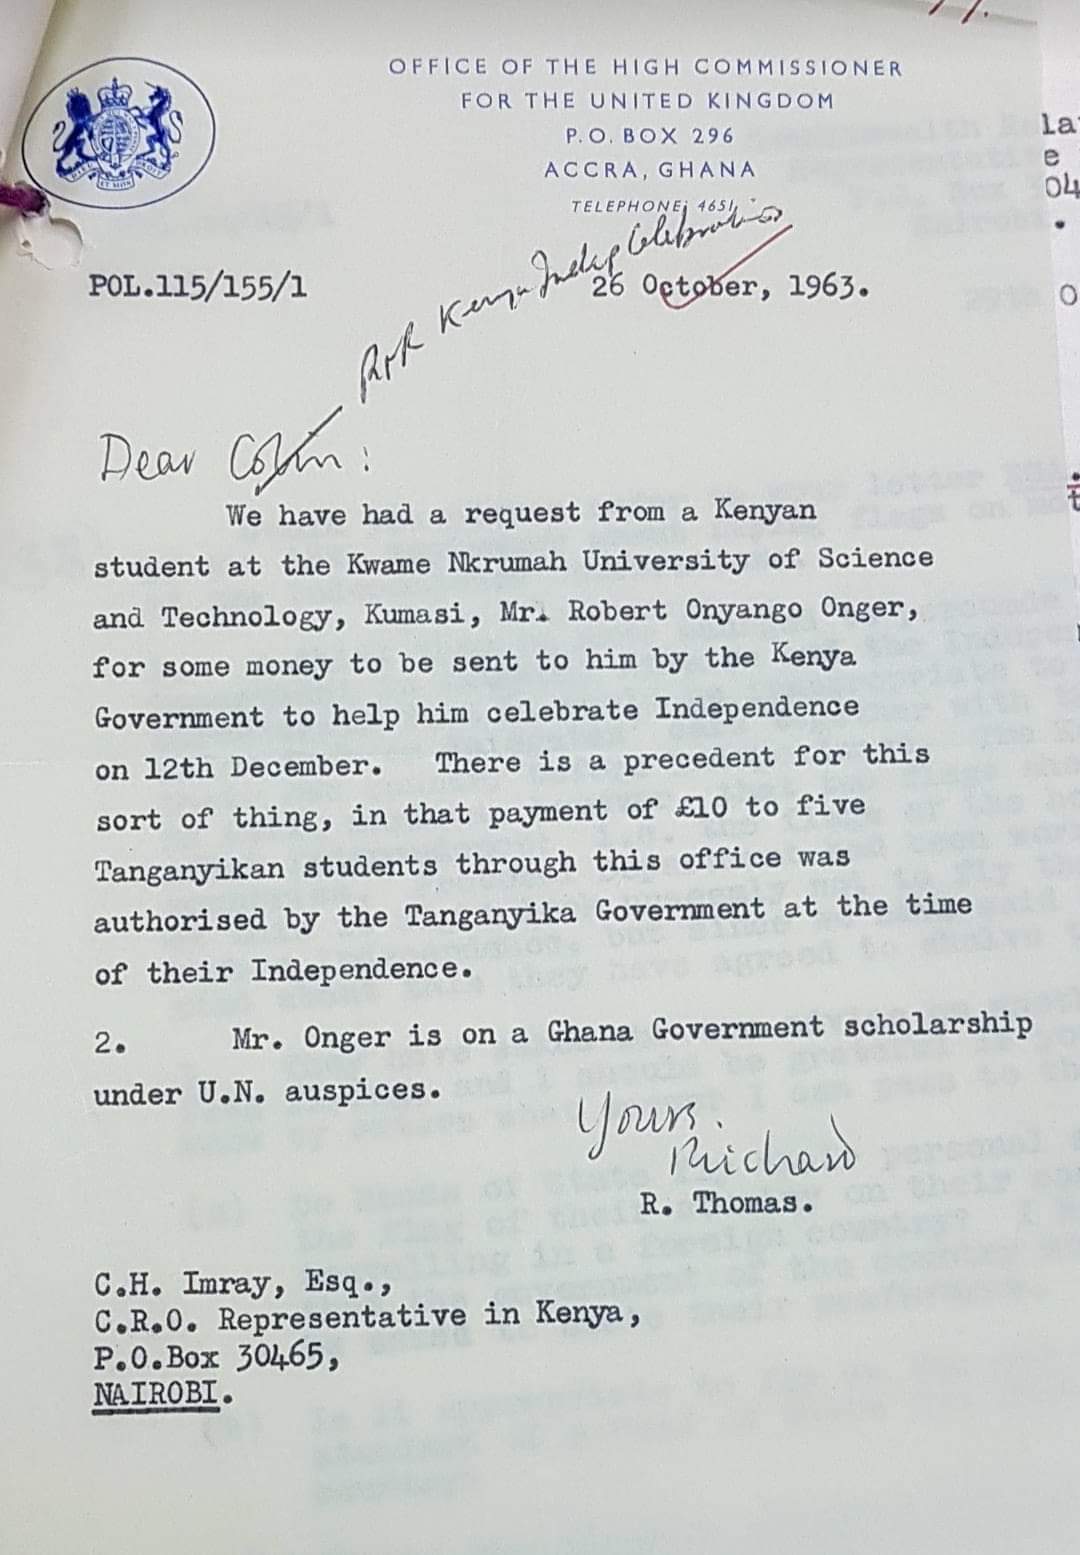 OFFICE OF THE HIGH COMMISSIONER
FOR THE UNITED KINGDOM
P.O. BOX 296
ACCRA, GHANA
TELEPHONE: 4651
POL.115/155/1
Kenya Indep Celebrations
26 October, 1963.
Dear Colin:
We have had a request from a Kenyan
student at the Kwame Nkrumah University of Science
and Technology, Kumasi, Mr. Robert Onyango Onger,
for some money to be sent to him by the Kenya
Government to help him celebrate Independence
on 12th December. There is a precedent for this
sort of thing, in that payment of £10 to five
Tanganyikan students through this office was
authorised by the Tanganyika Government at the time
of their Independence.
2. Mr. Onger is on a Ghana Government scholarship
under U.N. auspices.
Yours.
Richard
R. Thomas.
C.H. Imray, Esq.,
C.R.O. Representative in Kenya,
P.O.Box 30465,
NAIROBI.